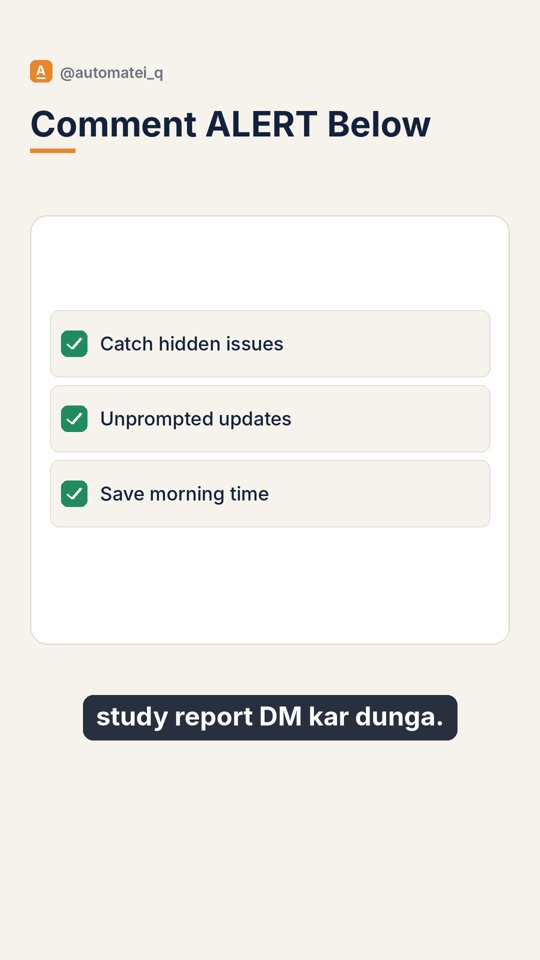 A
@automatei_q
Comment ALERT Below
Catch hidden issues
Unprompted updates
Save morning time
study report DM kar dunga.